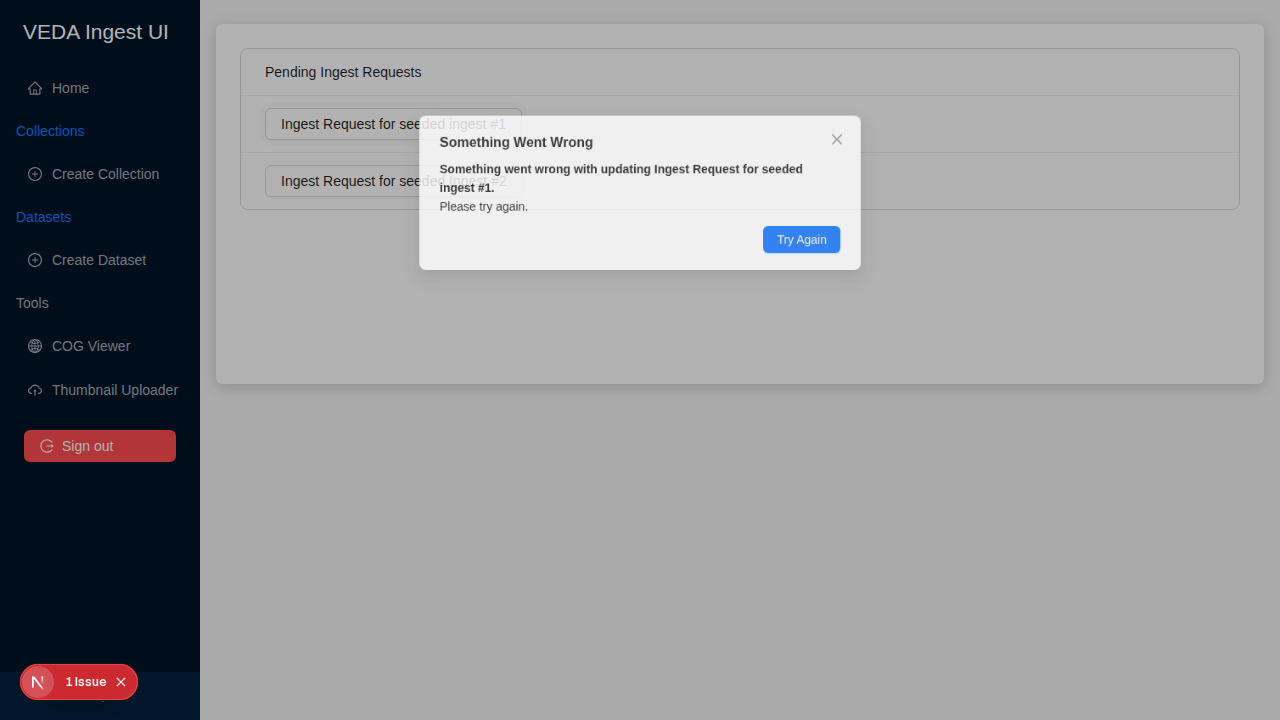 VEDA Ingest UI
Home
Collections
Create Collection
Datasets
Create Dataset
Tools
COG Viewer
Thumbnail Uploader
Sign out
1 Issue
Pending Ingest Requests
Ingest Request for seeded ingest #1
Ingest Request for seeded ingest #2
Something Went Wrong
Something went wrong with updating Ingest Request for seeded
ingest #1.
Please try again.
Try Again